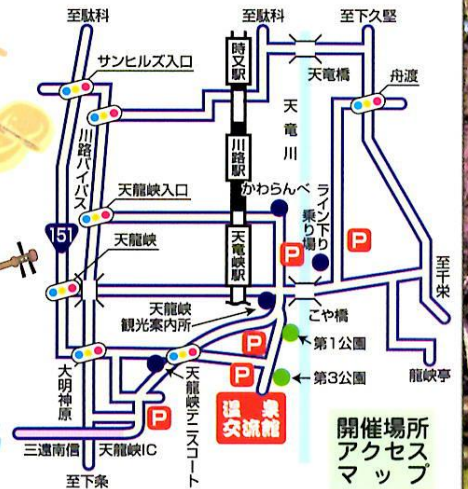 至駄科
至駄科
至下久堅
サンヒルズ入口
時又駅
天竜橋
舟渡
川路バイパス
川路駅
天竜川
かわらんべ
ライン下り
乗り場
天龍峡入口
151
P
P
天龍峡
天竜峡駅
至千栄
天龍峡
観光案内所
こや橋
P
第1公園
大明神原
P
第3公園
龍峡亭
天龍峡テニスコート
P
温泉
交流館
三遠南信
天龍峡IC
至下条
開催場所
アクセス
マップ